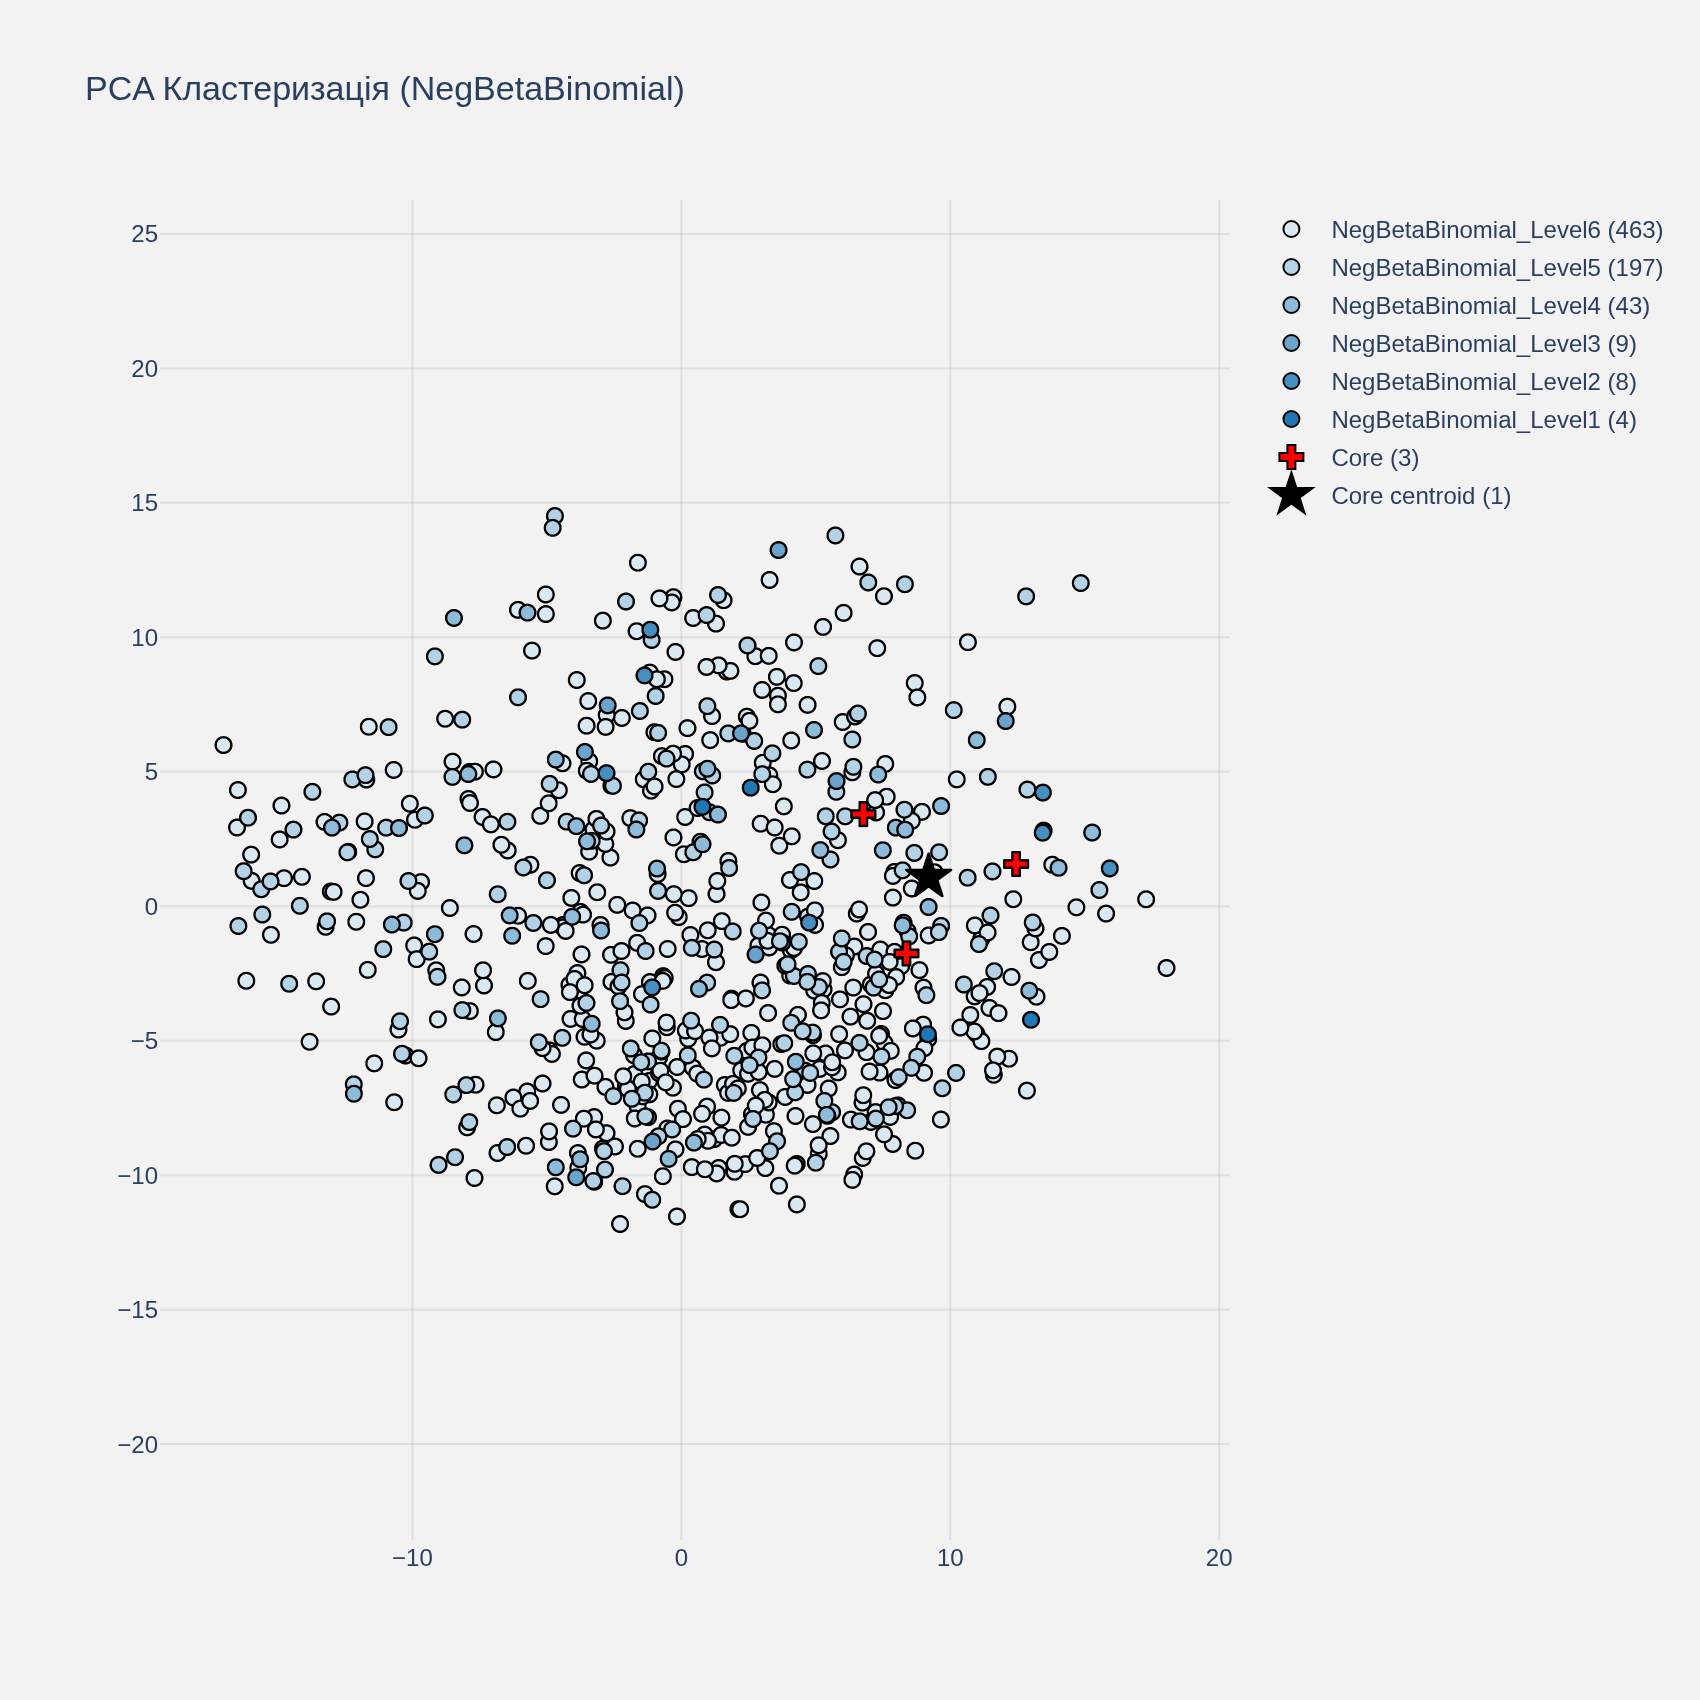 PCA Кластеризація (NegBetaBinomial)
25
20
15
10
5
0
−5
−10
−15
−20
−10
0
10
20
NegBetaBinomial_Level6 (463)
NegBetaBinomial_Level5 (197)
NegBetaBinomial_Level4 (43)
NegBetaBinomial_Level3 (9)
NegBetaBinomial_Level2 (8)
NegBetaBinomial_Level1 (4)
Core (3)
Core centroid (1)